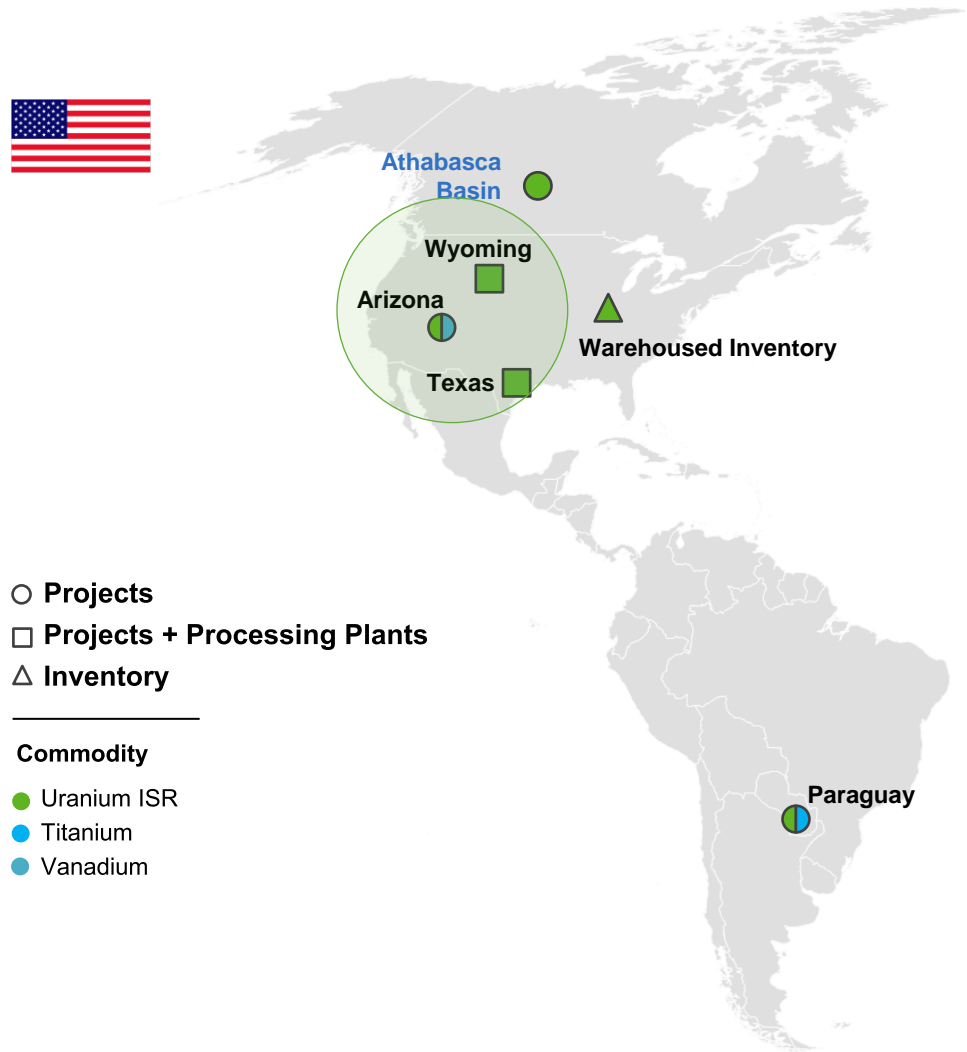 Athabasca
Basin
Wyoming
Arizona
Warehoused Inventory
Texas
Projects
Projects + Processing Plants
Inventory
Commodity
Uranium ISR
Titanium
Vanadium
Paraguay